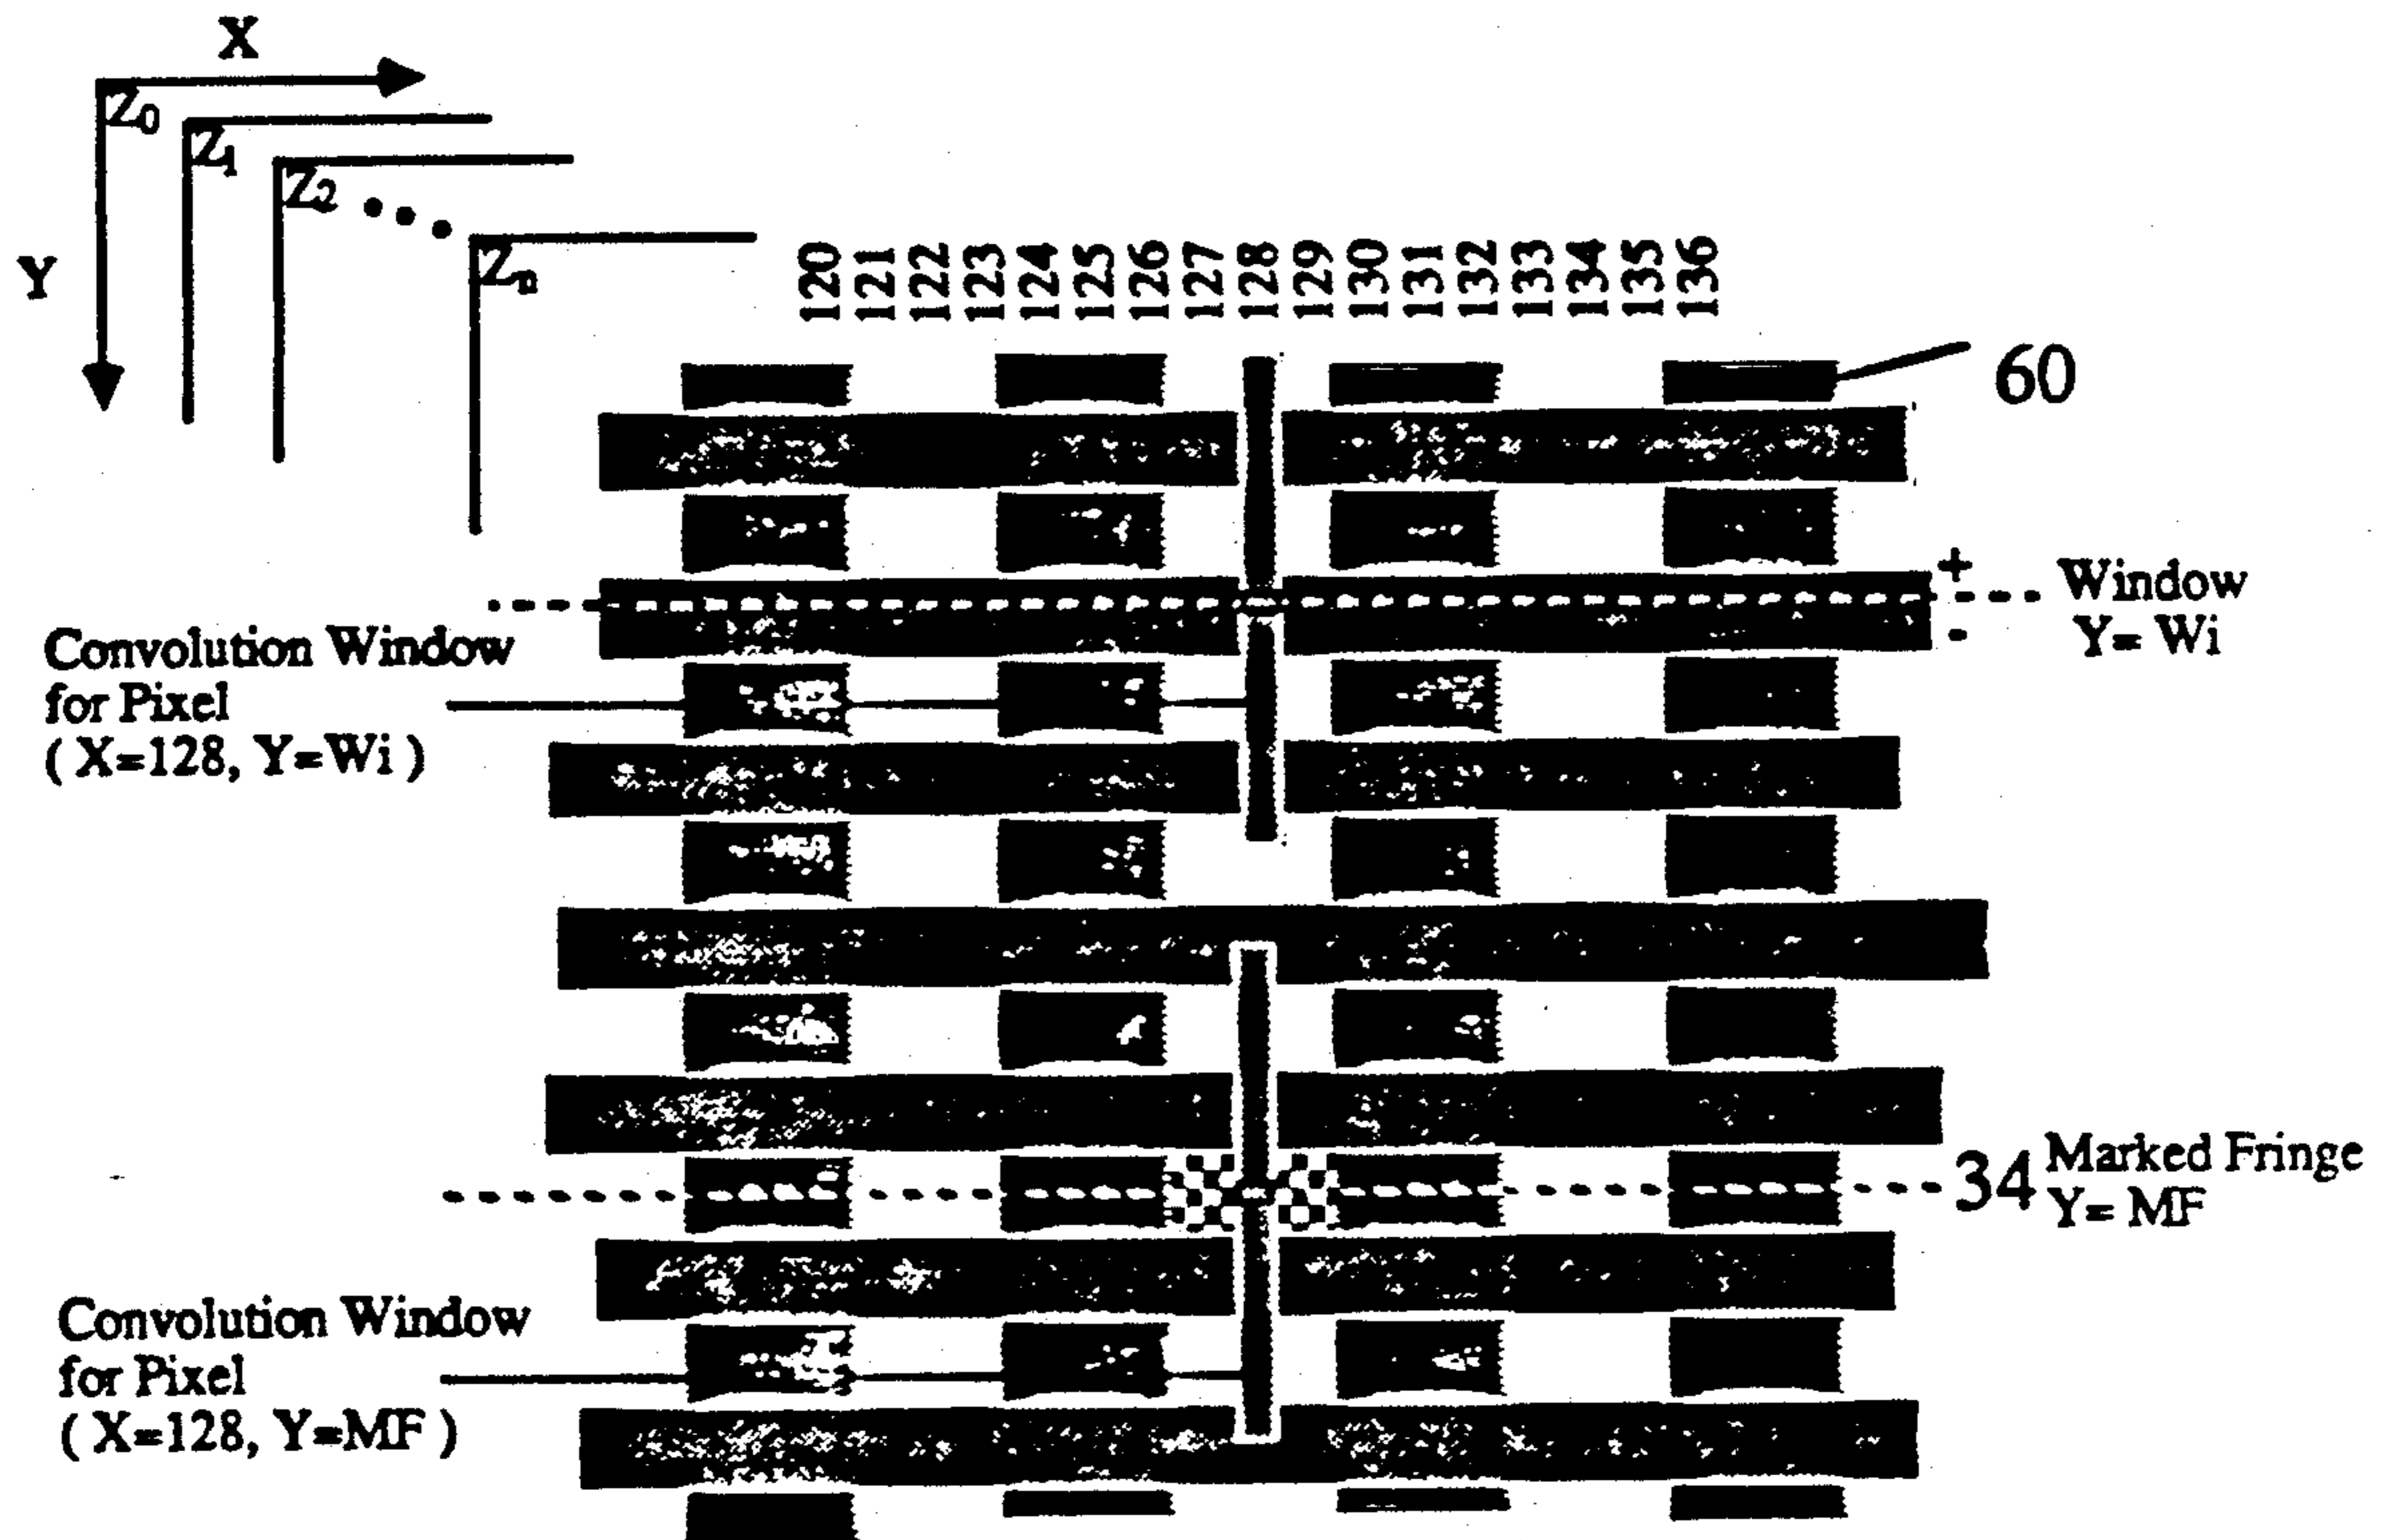 X
Z0
Z1
Z2
Zn
Y
120 121 122 123 124 125 126 127 128 129 130 131 132 133 134 135 136
60
+
Window
Y= Wi
-
Convolution Window
for Pixel
( X=128, Y=Wi )
34 Marked Fringe
Y= MF
Convolution Window
for Pixel
( X=128, Y=MF )